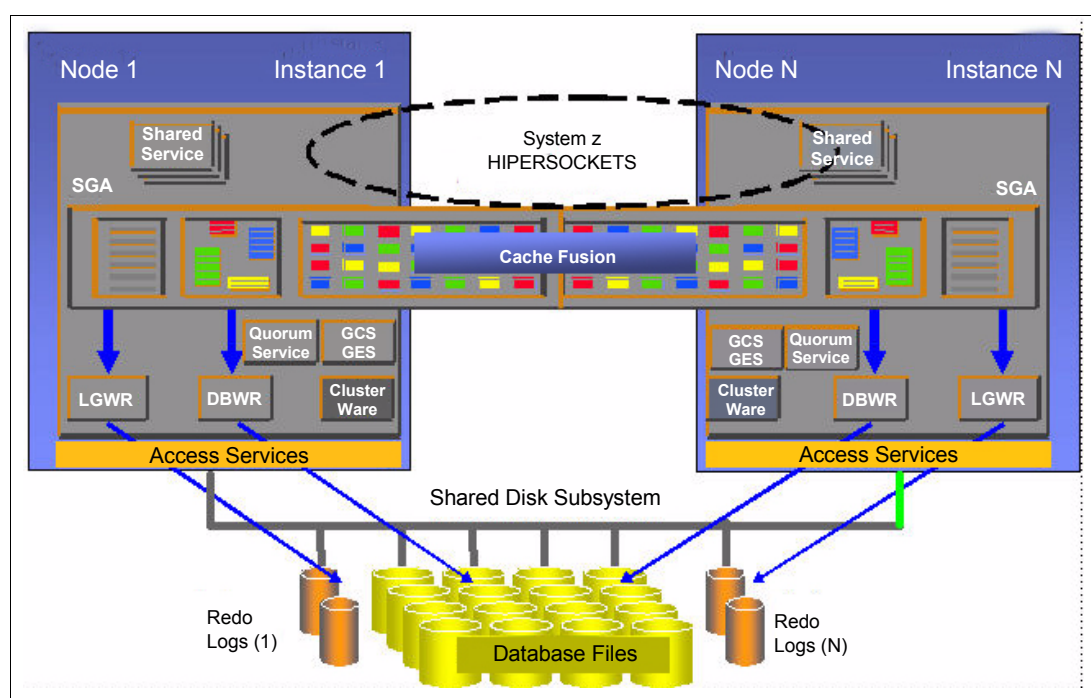 Node 1
Instance 1
Node N
Instance N
System z
HIPERSOCKETS
Shared
Service
Shared
Service
SGA
SGA
Cache Fusion
Quorum
Service
GCS
GES
GCS
GES
Quorum
Service
LGWR
DBWR
Cluster
Ware
Cluster
Ware
DBWR
LGWR
Access Services
Access Services
Shared Disk Subsystem
Redo
Logs (1)
Database Files
Redo
Logs (N)